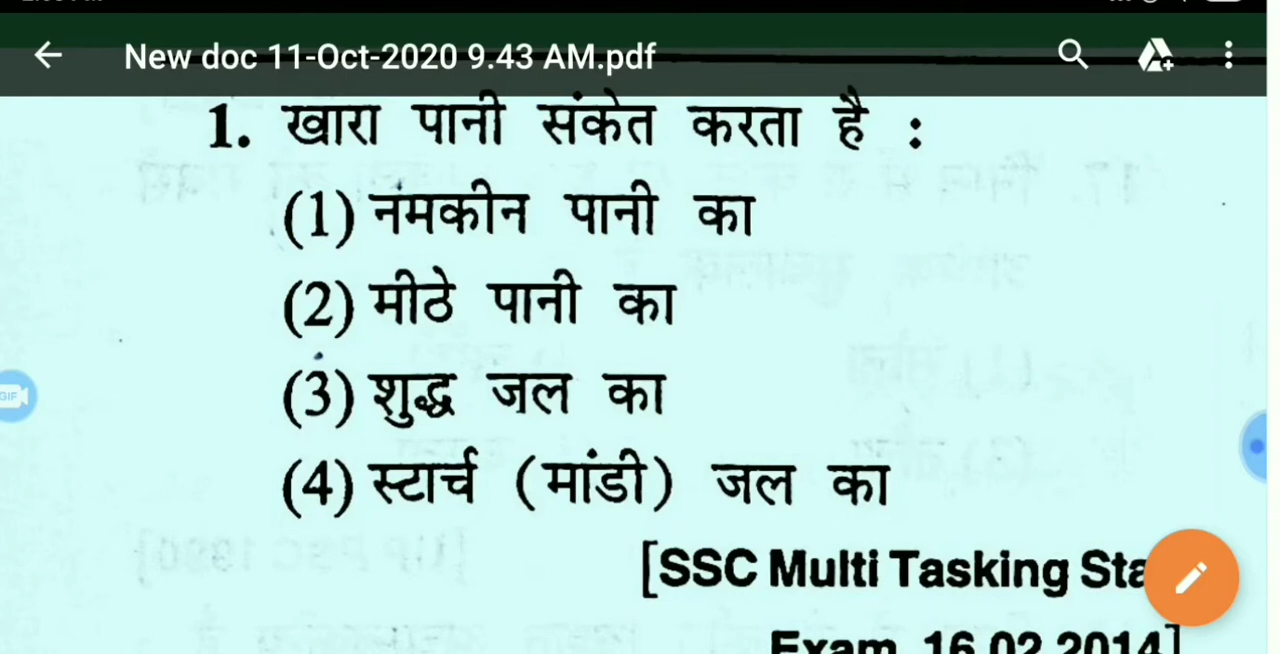 New doc 11-Oct-2020 9.43 AM.pdf
1. खारा पानी संकेत करता है :
(1) नमकीन पानी का
(2) मीठे पानी का
(3) शुद्ध जल का
(4) स्टार्च (मांडी) जल का
[SSC Multi Tasking Sta
Exam, 16.02.2014]
GIF